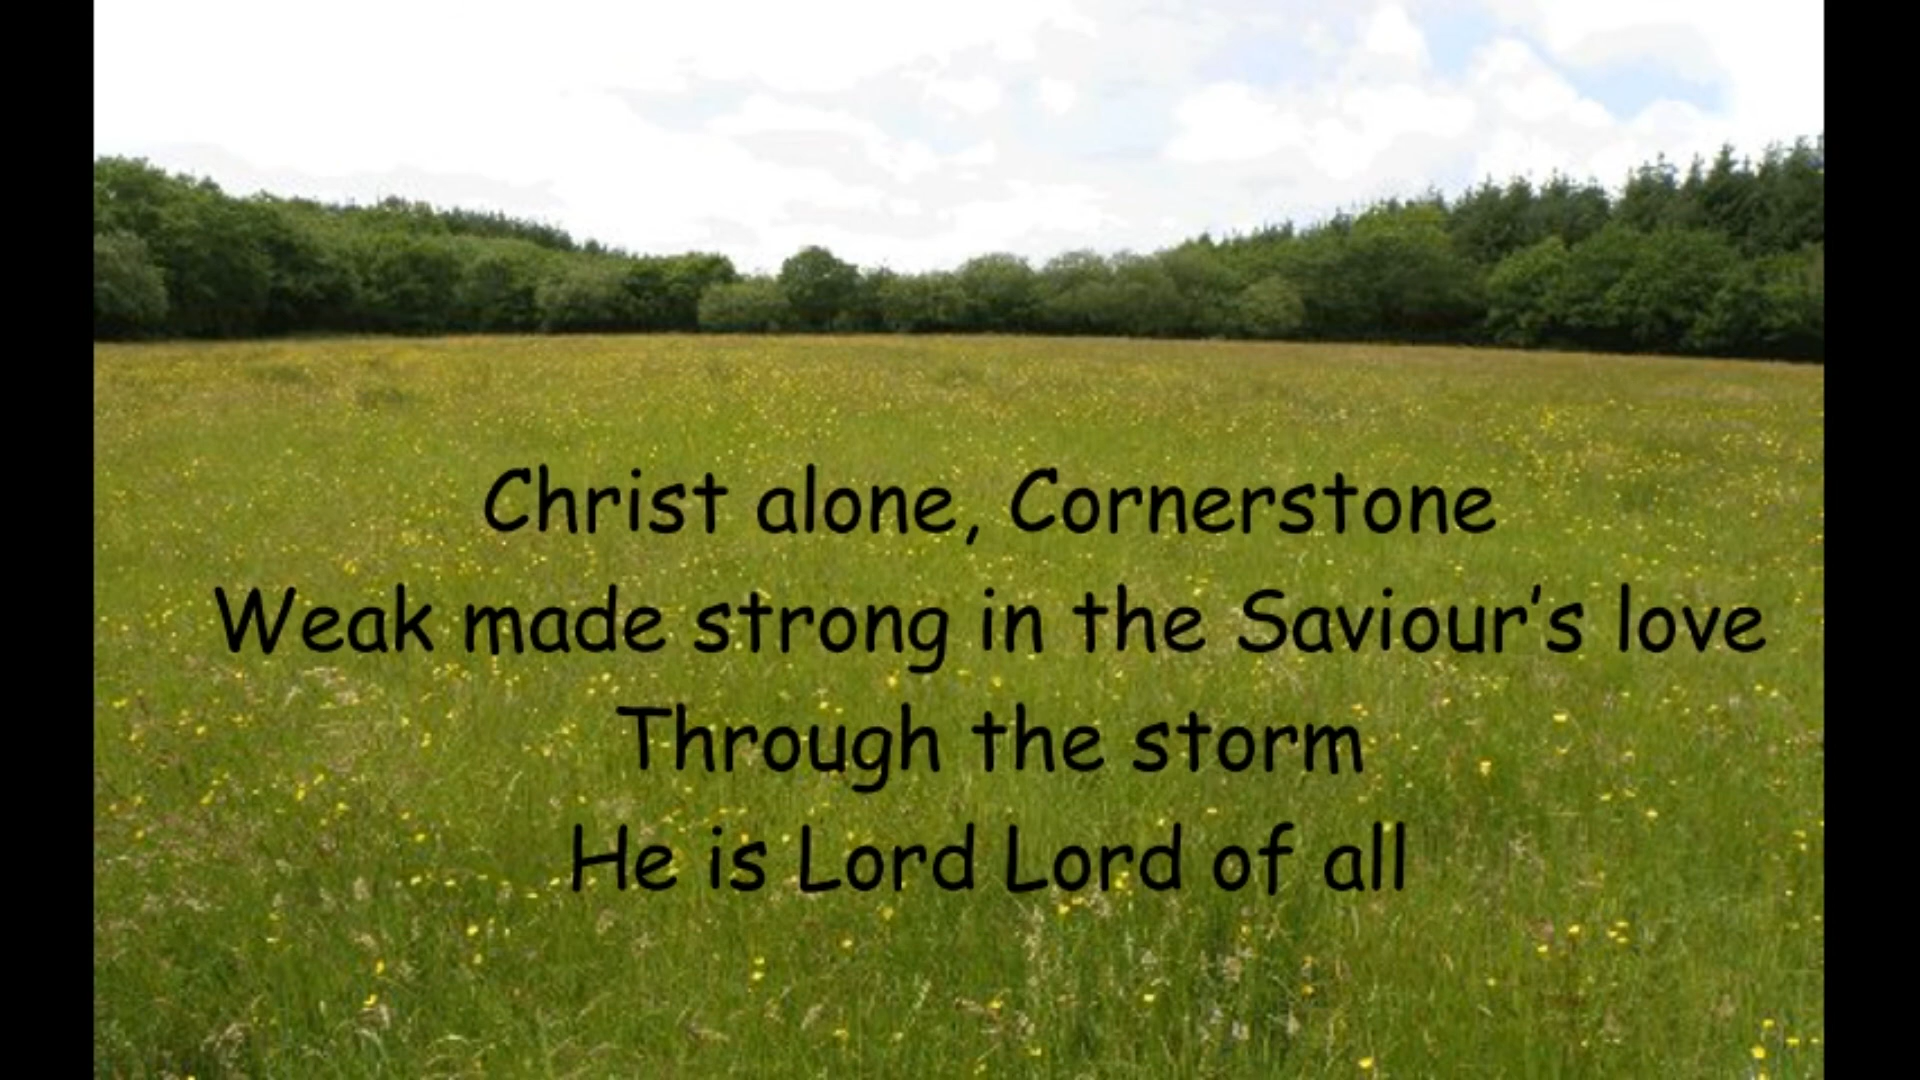 Christ alone, Cornerstone
Weak made strong in the Saviour’s love
Through the storm
He is Lord Lord of all